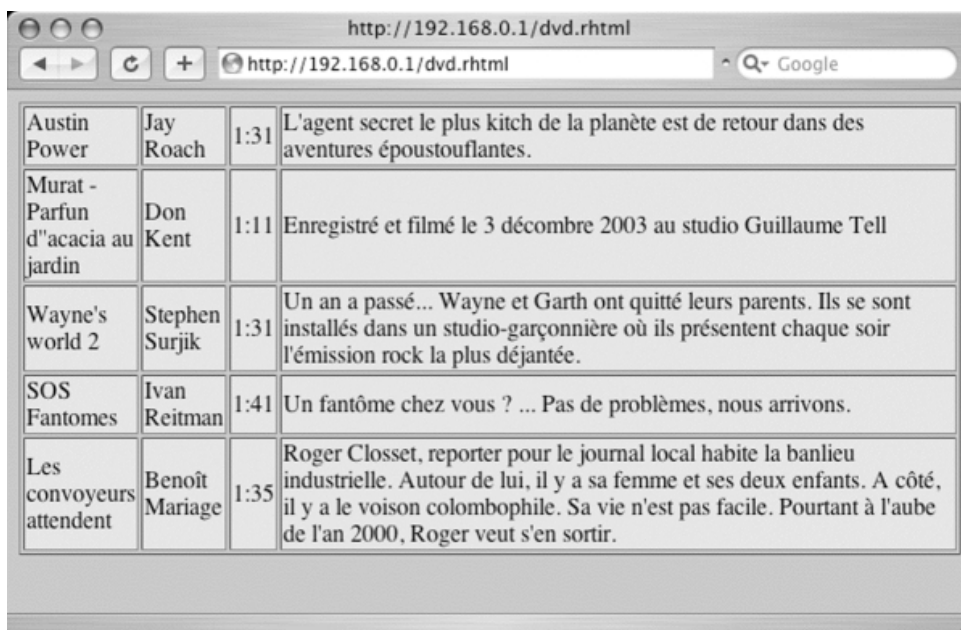 http://192.168.0.1/dvd.rhtml
http://192.168.0.1/dvd.rhtml
Google
Austin
Power
Jay
Roach
1:31
L'agent secret le plus kitch de la planète est de retour dans des
aventures époustouflantes.
Murat -
Parfun
d"acacia au
jardin
Don
Kent
1:11
Enregistré et filmé le 3 décombre 2003 au studio Guillaume Tell
Wayne's
world 2
Stephen
Surjik
1:31
Un an a passé... Wayne et Garth ont quitté leurs parents. Ils se sont
installés dans un studio-garçonnière où ils présentent chaque soir
l'émission rock la plus déjantée.
SOS
Fantomes
Ivan
Reitman
1:41
Un fantôme chez vous ? ... Pas de problèmes, nous arrivons.
Les
convoyeurs
attendent
Benoît
Mariage
1:35
Roger Closset, reporter pour le journal local habite la banlieu
industrielle. Autour de lui, il y a sa femme et ses deux enfants. A côté,
il y a le voison colombophile. Sa vie n'est pas facile. Pourtant à l'aube
de l'an 2000, Roger veut s'en sortir.